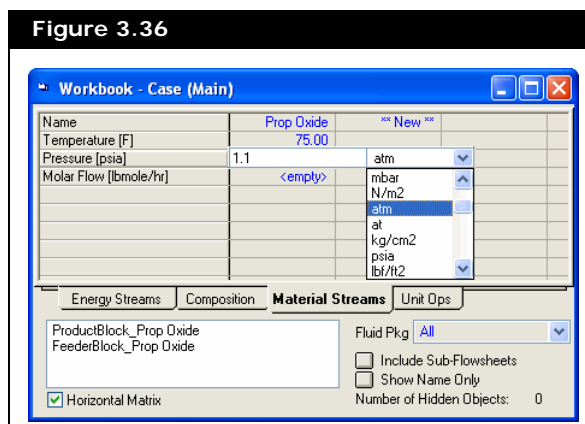 Figure 3.36
Workbook - Case (Main)
Name Prop Oxide ** New **
Temperature [F] 75.00
Pressure [psia] 1.1 atm
Molar Flow [lbmole/hr] <empty> mbar
N/m2
atm
at
kg/cm2
psia
lbf/ft2
Energy Streams Composition Material Streams Unit Ops
ProductBlock_Prop Oxide Fluid Pkg All
FeederBlock_Prop Oxide
Include Sub-Flowsheets
Show Name Only
Horizontal Matrix Number of Hidden Objects: 0